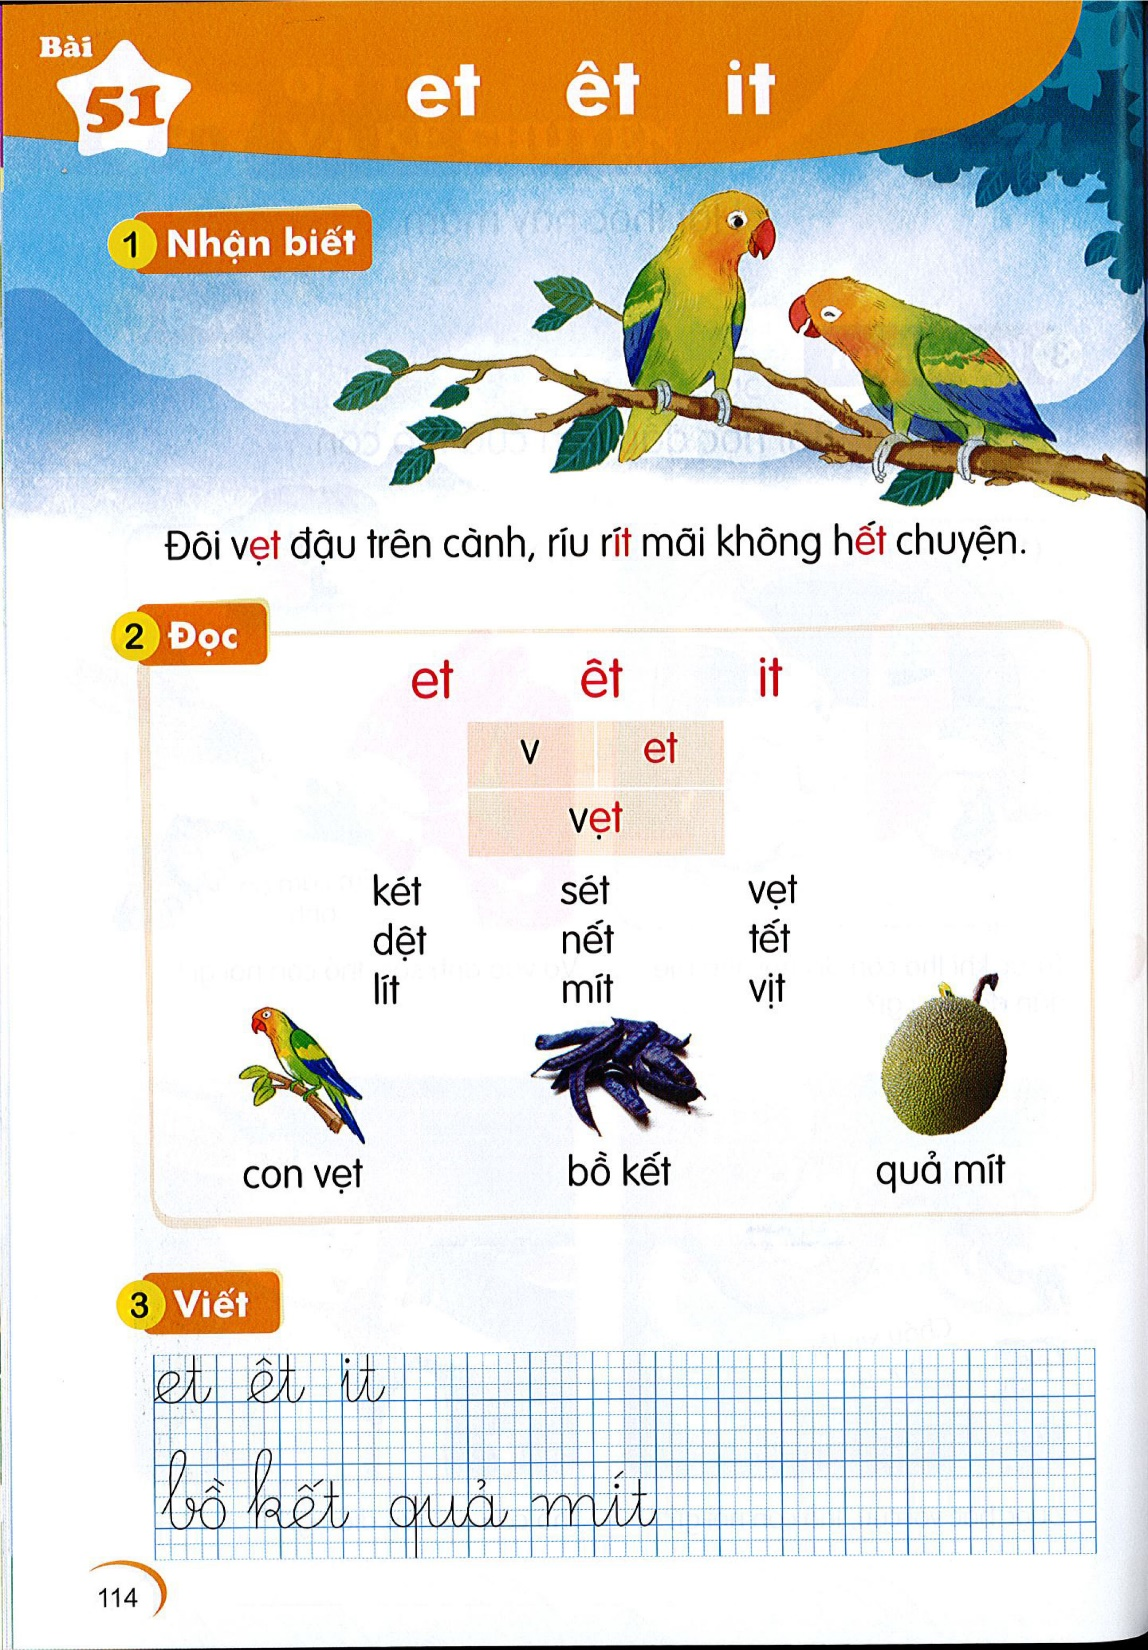 Bài
51
et êt it
1 Nhận biết
Đôi vẹt đậu trên cành, ríu rít mãi không hết chuyện.
2 Đọc
et êt it
v et
vẹt
két sét vẹt
dệt nết tết
lít mít vịt
con vẹt bồ kết quả mít
3 Viết
et êt it
bồ kết quả mít
114